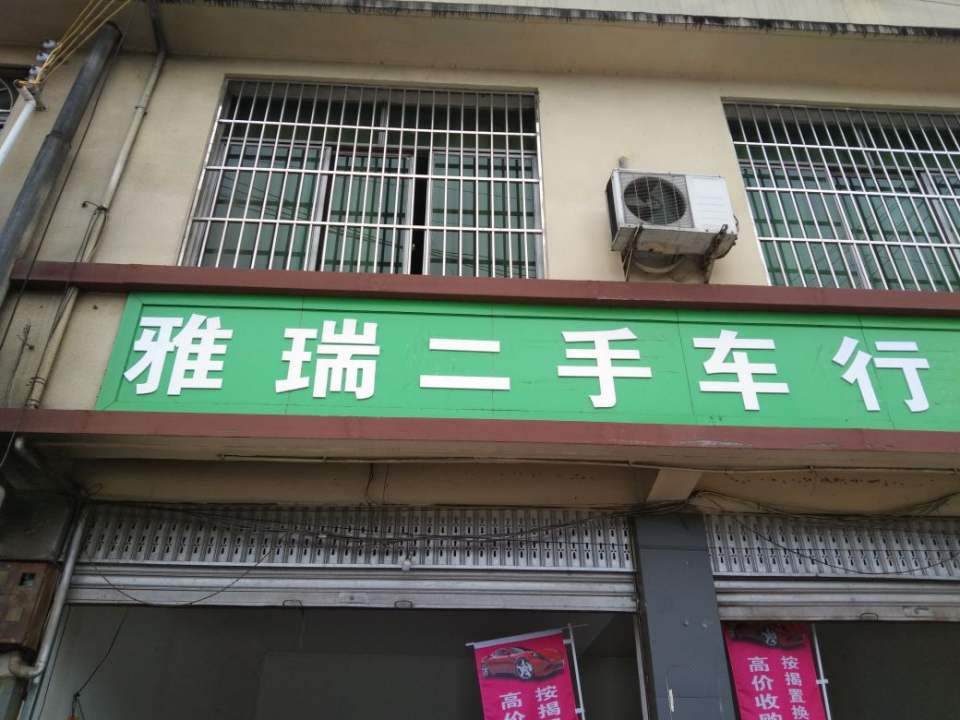 雅瑞二手车行
按揭
高价
按揭置换
高价收购